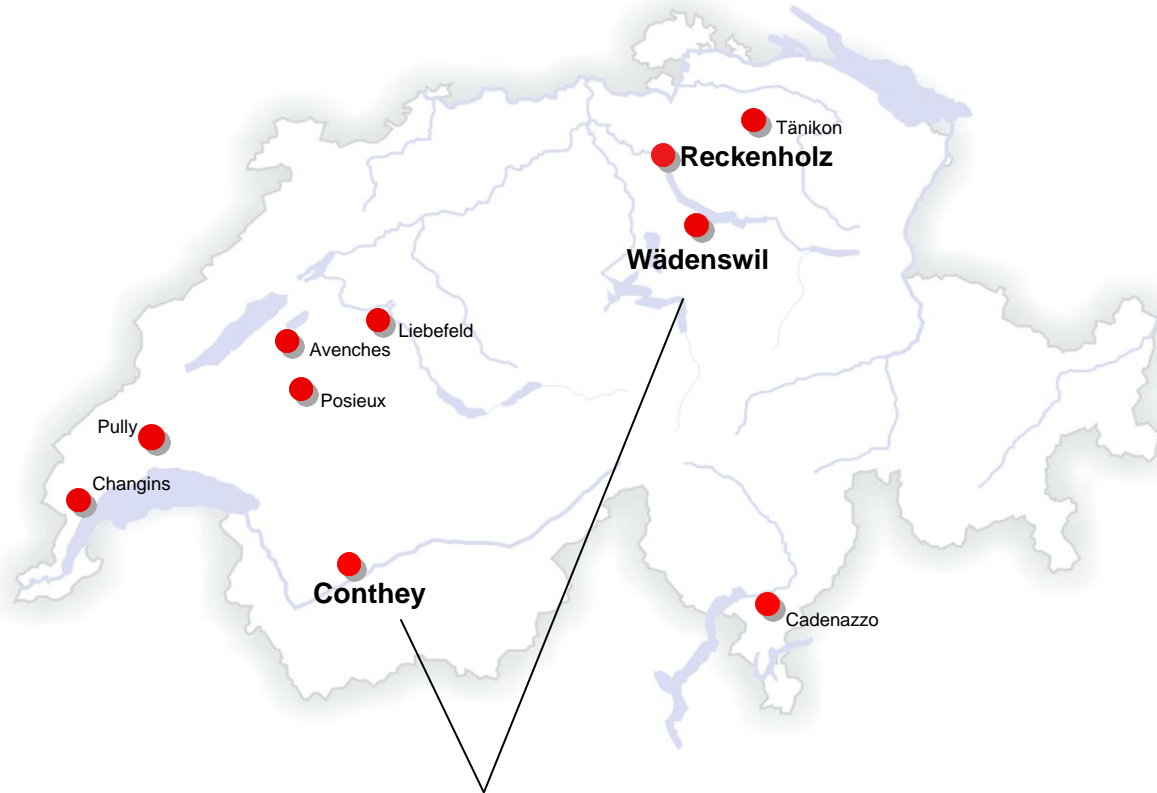 Tänikon
Reckenholz
Wädenswil
Liebefeld
Avenches
Posieux
Pully
Changins
Conthey
Cadenazzo